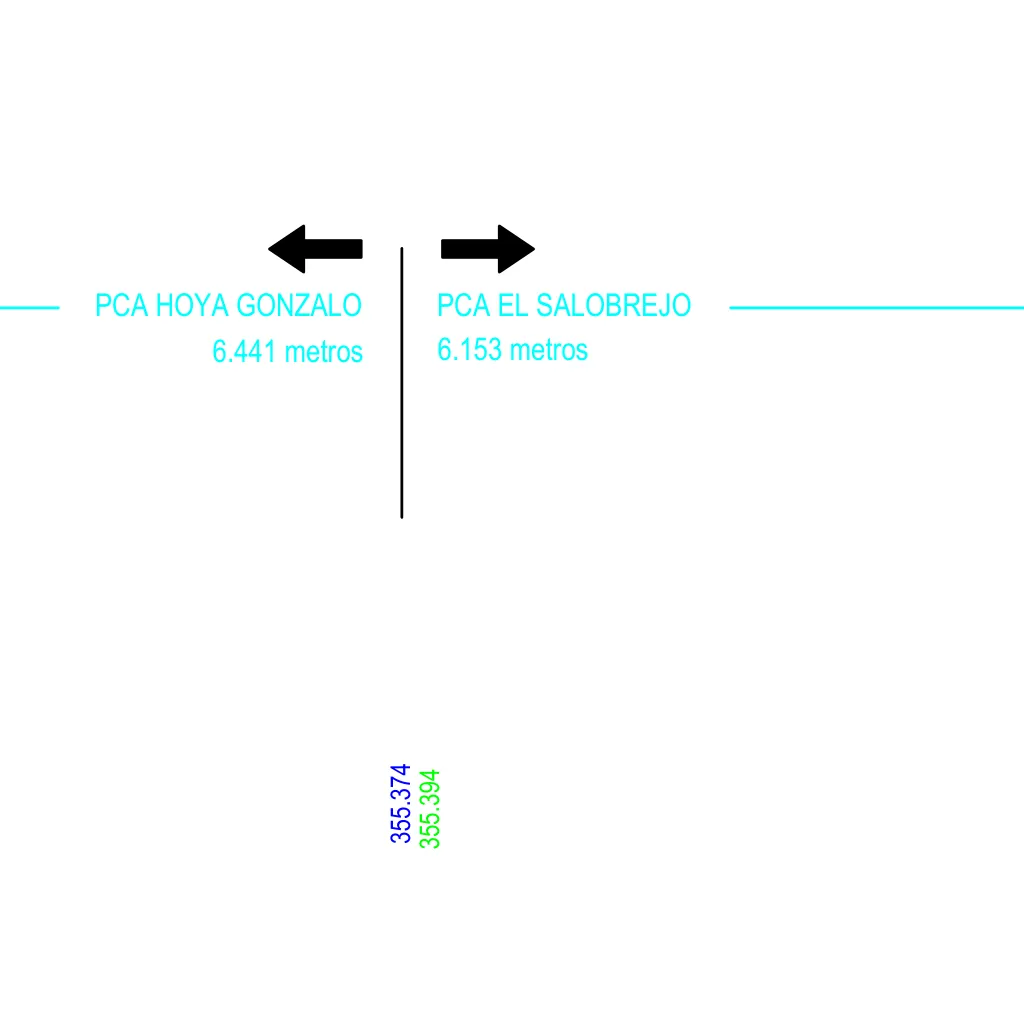 PCA HOYA GONZALO
6.441 metros
PCA EL SALOBREJO
6.153 metros
355.374
355.394